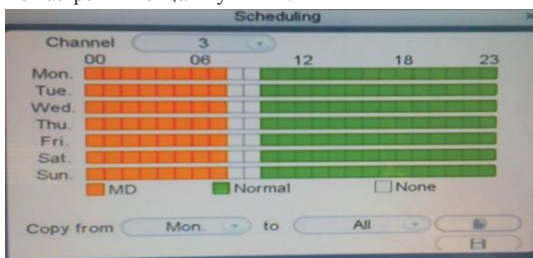 Scheduling
Channel 3
00 06 12 18 23
Mon.
Tue.
Wed.
Thu.
Fri.
Sat.
Sun.
MD Normal None
Copy from Mon. to All